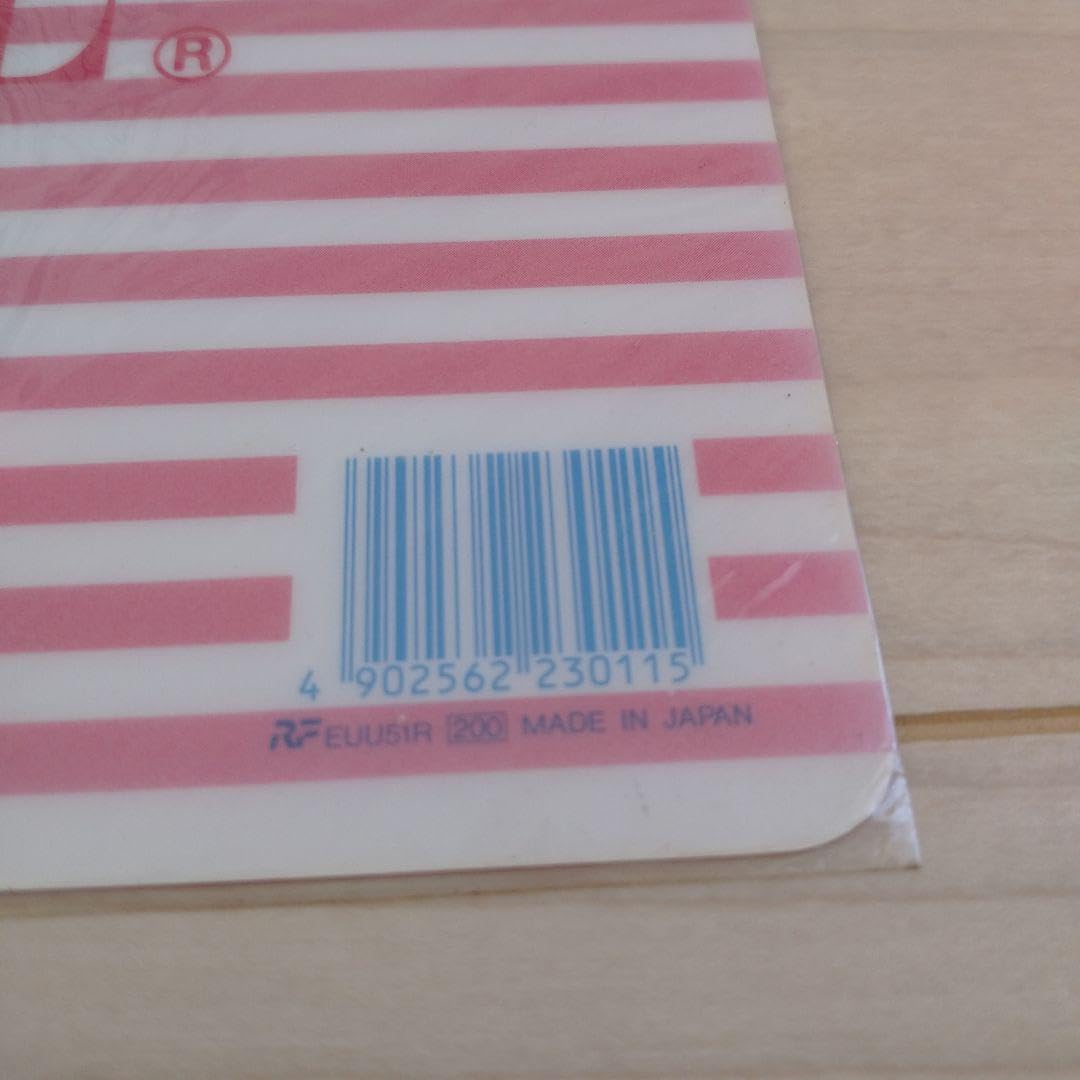 L®
4 902562 230115
RF EUU51R 200 MADE IN JAPAN